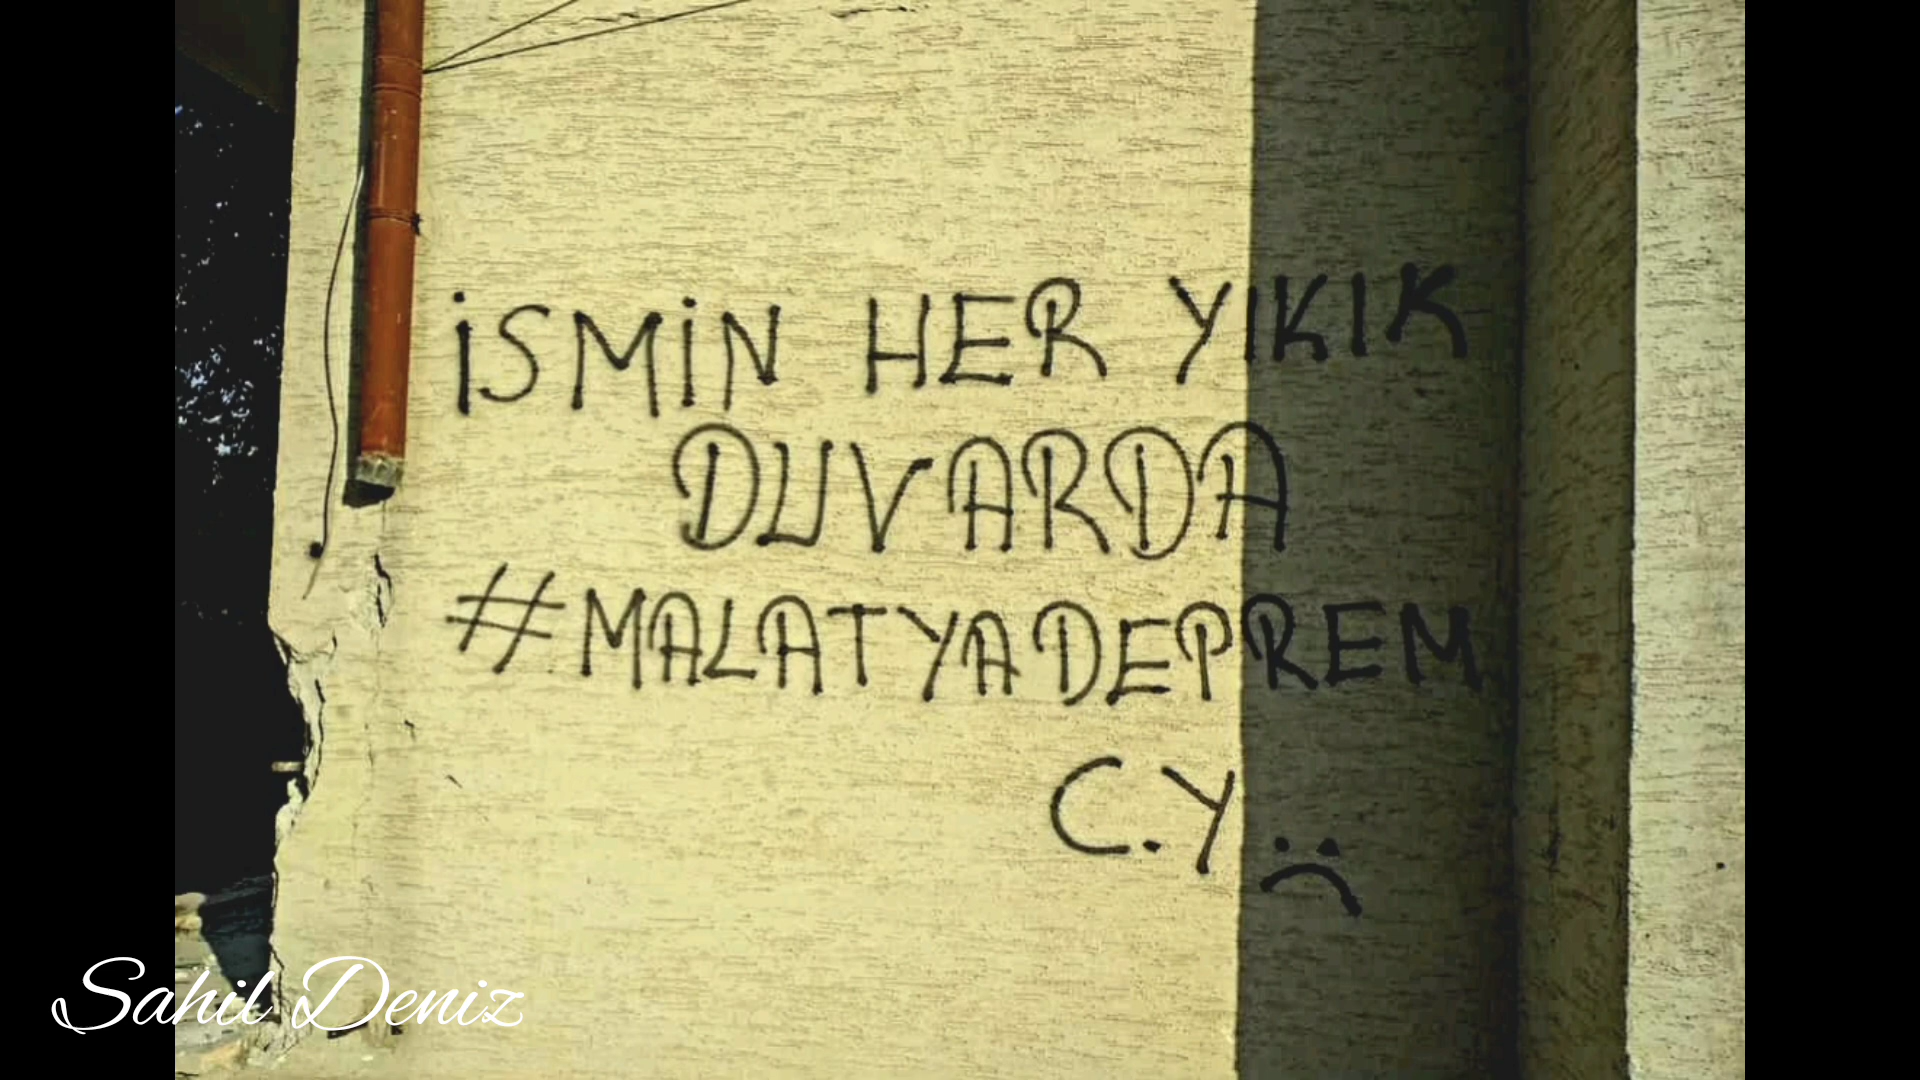 İSMİN HER YIKIK
DUVARDA
#MALATYADEPREM
C.Y
Sahil Deniz